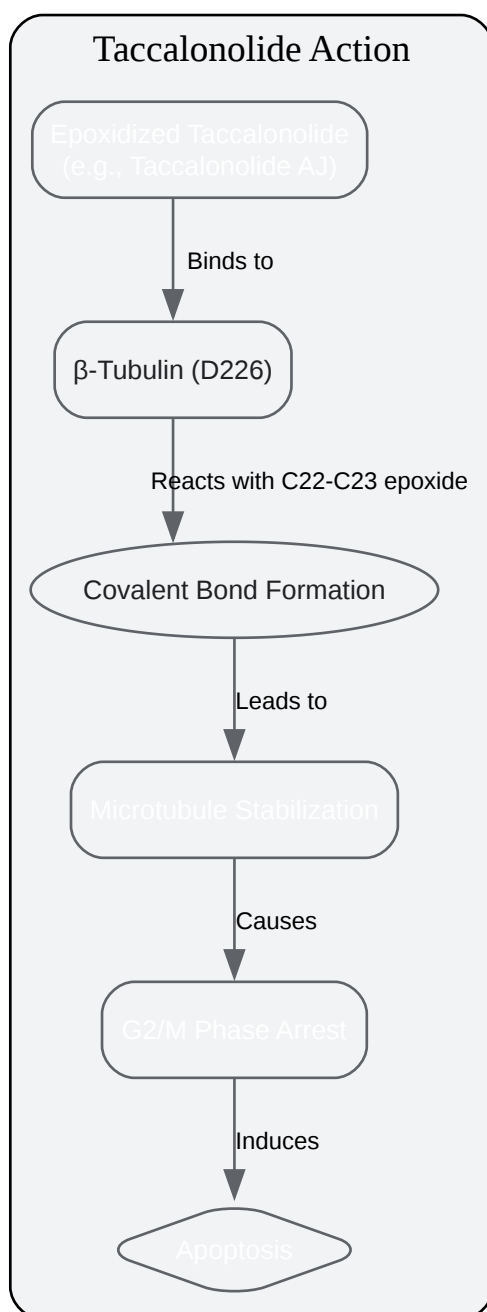 Taccalonolide Action
Epoxidized Taccalonolide
(e.g., Taccalonolide AJ)
Binds to
β-Tubulin (D226)
Reacts with C22-C23 epoxide
Covalent Bond Formation
Leads to
Microtubule Stabilization
Causes
G2/M Phase Arrest
Induces
Apoptosis